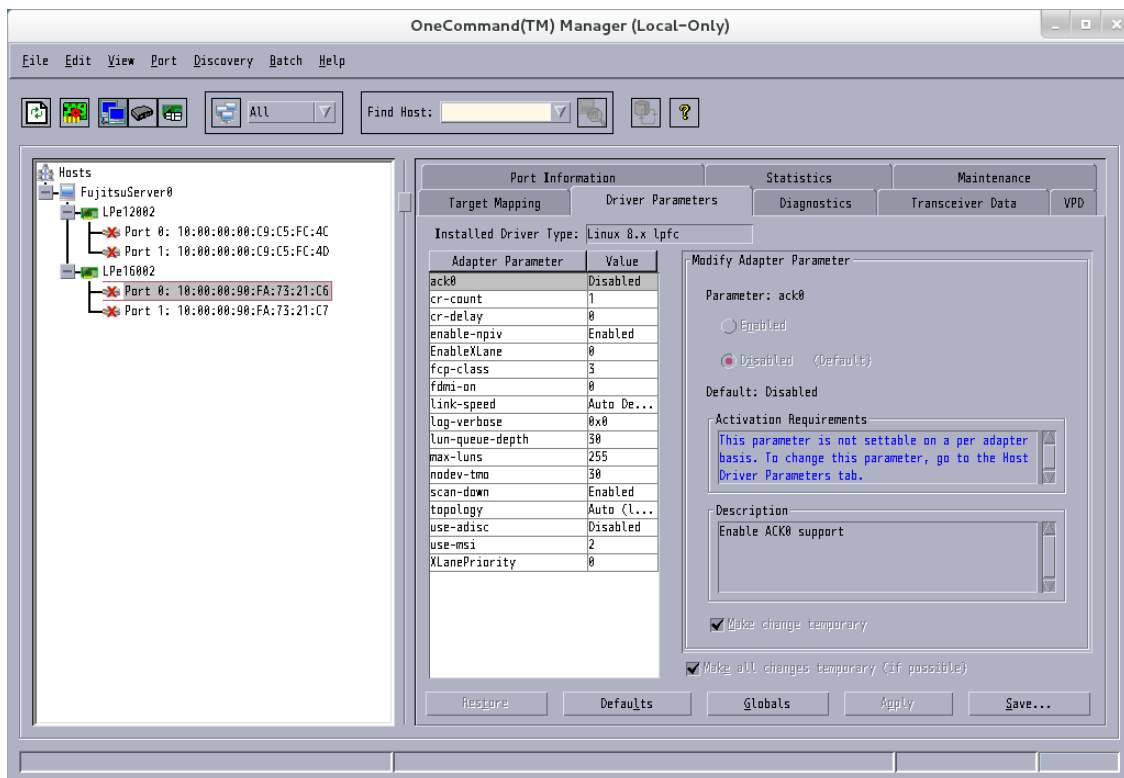 OneCommand(TM) Manager (Local-Only)
File Edit View Port Discovery Batch Help
All
Find Host:
Hosts
FujitsuServer0
LPe12002
Port 0: 10:00:00:00:C9:C5:FC:4C
Port 1: 10:00:00:00:C9:C5:FC:4D
LPe16002
Port 0: 10:00:00:90:FA:73:21:C6
Port 1: 10:00:00:90:FA:73:21:C7
Port Information Statistics Maintenance
Target Mapping Driver Parameters Diagnostics Transceiver Data VPD
Installed Driver Type: Linux 8.x lpfc
Adapter Parameter Value
ack0 Disabled
cr-count 1
cr-delay 0
enable-npiv Enabled
EnableXLane 0
fcp-class 3
fdmi-on 0
link-speed Auto De...
log-verbose 0x0
lun-queue-depth 30
max-luns 255
nodev-tmo 30
scan-down Enabled
topology Auto (l...
use-adisc Disabled
use-msi 2
XLanePriority 0
Modify Adapter Parameter
Parameter: ack0
Enabled
Disabled (Default)
Default: Disabled
Activation Requirements
This parameter is not settable on a per adapter
basis. To change this parameter, go to the Host
Driver Parameters tab.
Description
Enable ACK0 support
Make change temporary
Make all changes temporary (if possible)
Restore Defaults Globals Apply Save...